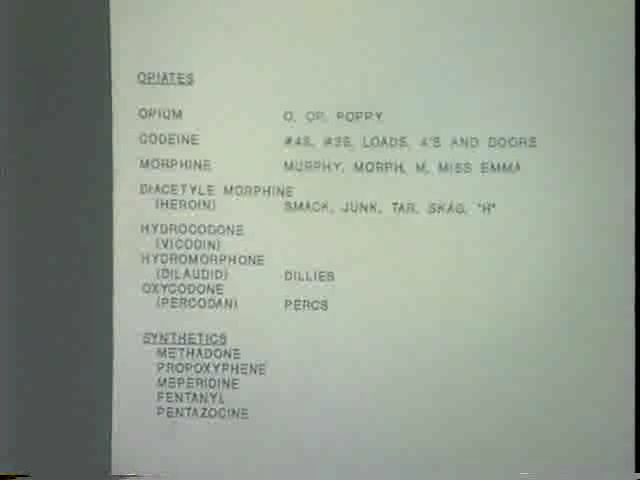 OPIATES
OPIUM O, OP, POPPY
CODEINE #4S, #3S, LOADS, 4'S AND DOORS
MORPHINE MURPHY, MORPH, M, MISS EMMA
DIACETYLE MORPHINE
(HEROIN) SMACK, JUNK, TAR, SKAG, "H"
HYDROCODONE
(VICODIN)
HYDROMORPHONE
(DILAUDID) DILLIES
OXYCODONE
(PERCODAN) PERCS
SYNTHETICS
METHADONE
PROPOXYPHENE
MEPERIDINE
FENTANYL
PENTAZOCINE